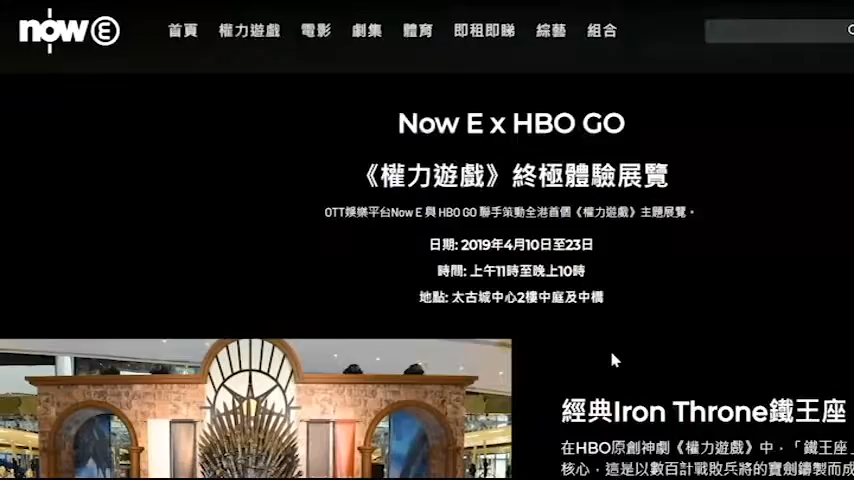 now E
首頁 權力遊戲 電影 劇集 體育 即租即睇 綜藝 組合
Now E x HBO GO
《權力遊戲》終極體驗展覽
OTT娛樂平台Now E 與 HBO GO 聯手策動全港首個《權力遊戲》主題展覽。
日期: 2019年4月10日至23日
時間: 上午11時至晚上10時
地點: 太古城中心2樓中庭及中橋
經典Iron Throne鐵王座
在HBO原創神劇《權力遊戲》中，「鐵王座」
核心，這是以數百計戰敗兵將的寶劍鑄製而成